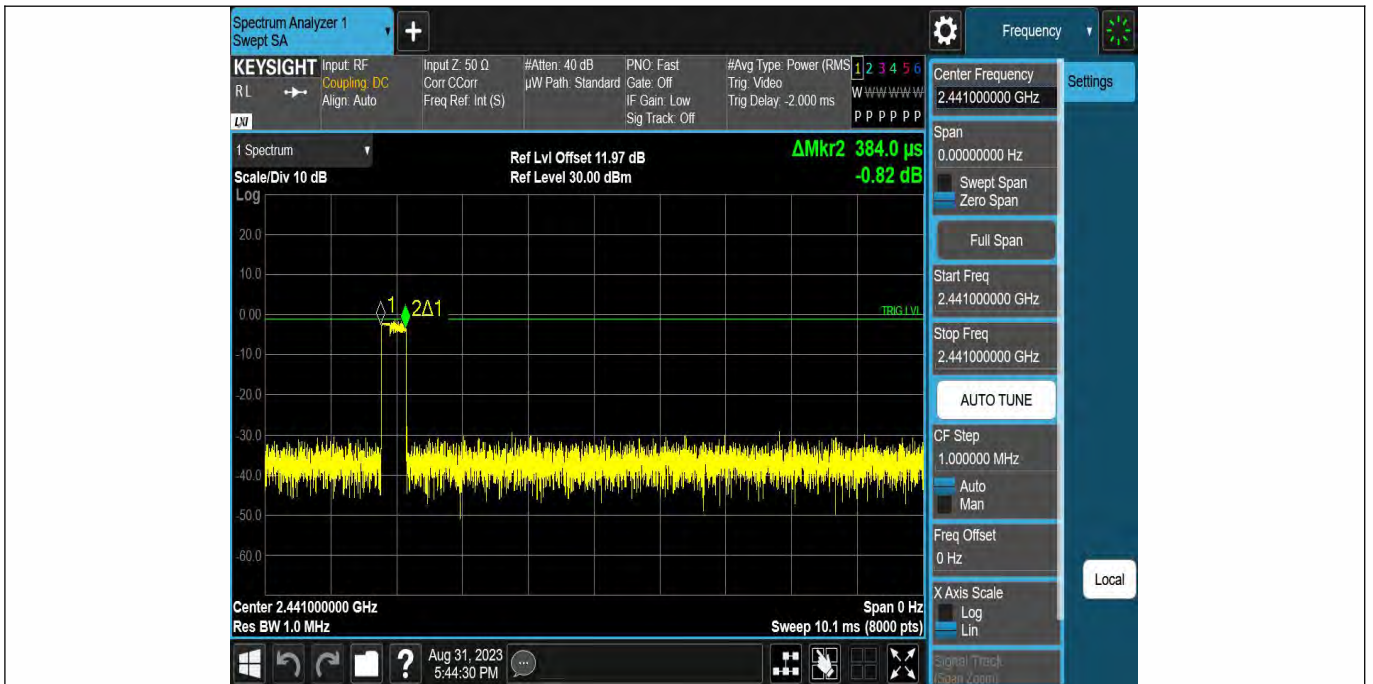 Spectrum Analyzer 1
Swept SA
+
Frequency
KEYSIGHT
RL
LXI
Input: RF
Coupling: DC
Align: Auto
Input Z: 50 Ω
Corr CCorr
Freq Ref: Int (S)
#Atten: 40 dB
µW Path: Standard
PNO: Fast
Gate: Off
IF Gain: Low
Sig Track: Off
#Avg Type: Power (RMS
Trig: Video
Trig Delay: -2.000 ms
1 2 3 4 5 6
W W W W W W
P P P P P P
1 Spectrum
Scale/Div 10 dB
Log
Ref Lvl Offset 11.97 dB
Ref Level 30.00 dBm
ΔMkr2 384.0 µs
-0.82 dB
20.0
10.0
0.00
-10.0
-20.0
-30.0
-40.0
-50.0
-60.0
1
2Δ1
TRIG LVL
Center 2.441000000 GHz
Res BW 1.0 MHz
Span 0 Hz
Sweep 10.1 ms (8000 pts)
Center Frequency
2.441000000 GHz
Settings
Span
0.00000000 Hz
Swept Span
Zero Span
Full Span
Start Freq
2.441000000 GHz
Stop Freq
2.441000000 GHz
AUTO TUNE
CF Step
1.000000 MHz
Auto
Man
Freq Offset
0 Hz
X Axis Scale
Log
Lin
Signal Track
(Span Zoom)
Local
?
Aug 31, 2023
5:44:30 PM